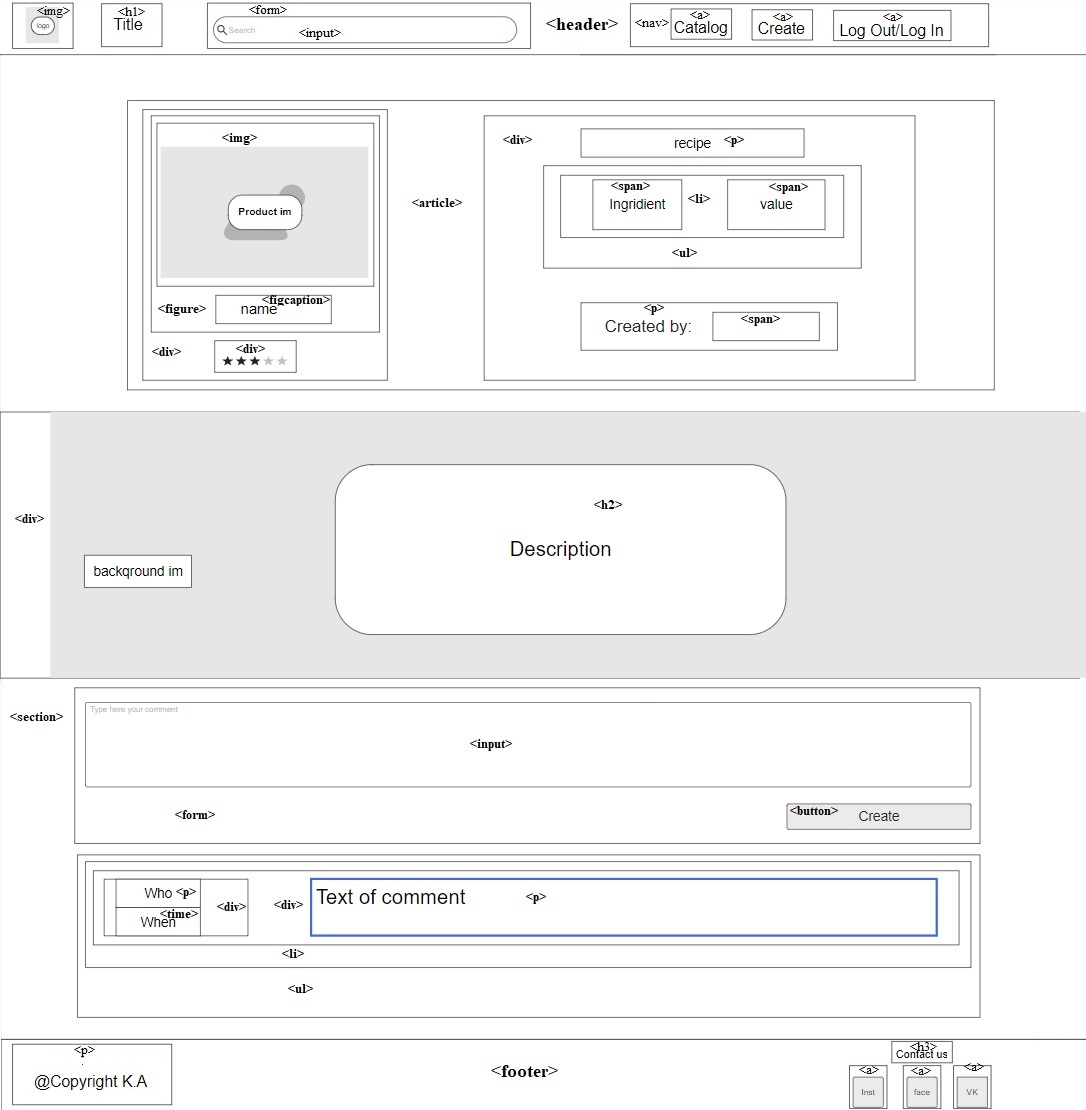 <img>
logo
<h1>
Title
<form>
Search
<input>
<header>
<nav>
<a>
Catalog
<a>
Create
<a>
Log Out/Log In
<img>
Product im
<figure>
<figcaption>
name
<div>
<div>
<article>
<div>
recipe <p>
<span>
Ingridient
<li>
<span>
value
<ul>
<p>
Created by:
<span>
<div>
backqround im
<h2>
Description
<section>
Type here your comment
<input>
<form>
<button>
Create
Who <p>
<time>
When
<div>
<div>
Text of comment
<p>
<li>
<ul>
<p>
@Copyright K.A
<footer>
<h3>
Contact us
<a>
Inst
<a>
face
<a>
VK